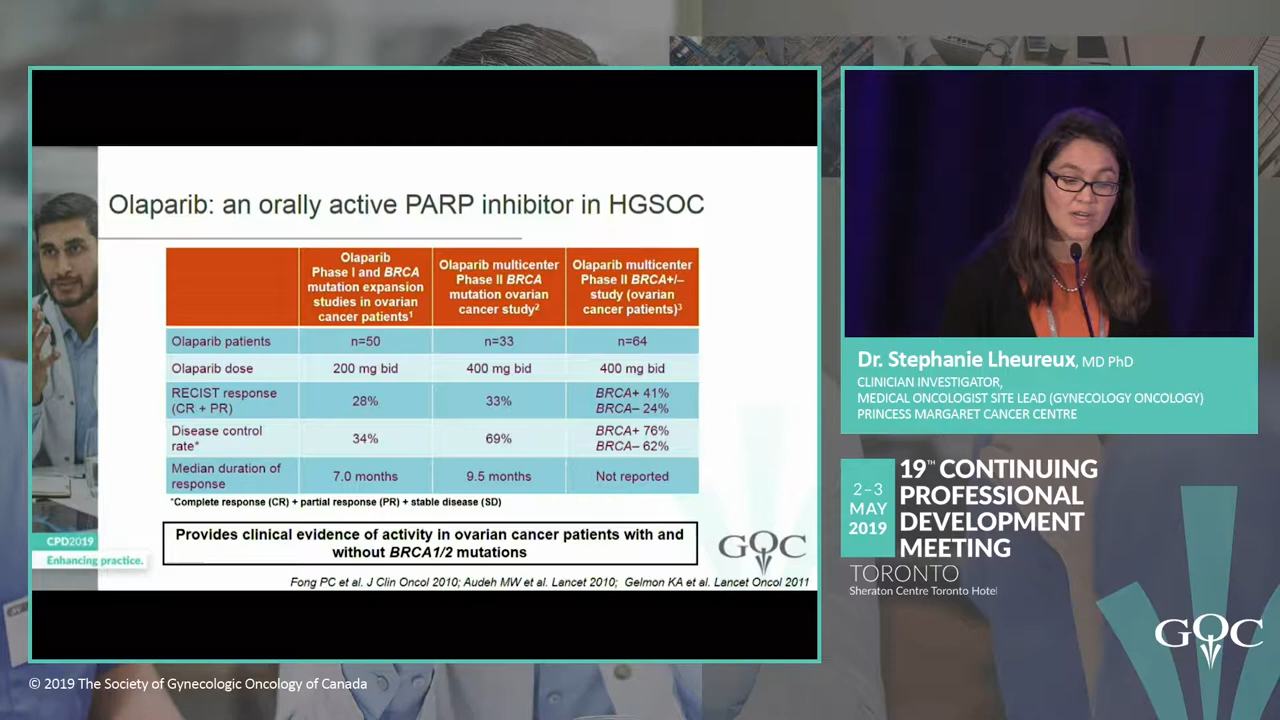 Olaparib: an orally active PARP inhibitor in HGSOC
Olaparib
Phase I and BRCA
mutation expansion
studies in ovarian
cancer patients¹
Olaparib multicenter
Phase II BRCA
mutation ovarian
cancer study²
Olaparib multicenter
Phase II BRCA+/–
study (ovarian
cancer patients)³
Olaparib patients n=50 n=33 n=64
Olaparib dose 200 mg bid 400 mg bid 400 mg bid
RECIST response
(CR + PR)
28% 33%
BRCA+ 41%
BRCA– 24%
Disease control
rate*
34% 69%
BRCA+ 76%
BRCA– 62%
Median duration of
response
7.0 months 9.5 months Not reported
*Complete response (CR) + partial response (PR) + stable disease (SD)
Provides clinical evidence of activity in ovarian cancer patients with and
without BRCA1/2 mutations
CPD2019
Enhancing practice.
GOC
Fong PC et al. J Clin Oncol 2010; Audeh MW et al. Lancet 2010; Gelmon KA et al. Lancet Oncol 2011
Dr. Stephanie Lheureux, MD PhD
CLINICIAN INVESTIGATOR,
MEDICAL ONCOLOGIST SITE LEAD (GYNECOLOGY ONCOLOGY)
PRINCESS MARGARET CANCER CENTRE
2–3
MAY
2019
19TH CONTINUING
PROFESSIONAL
DEVELOPMENT
MEETING
TORONTO
Sheraton Centre Toronto Hotel
GOC
© 2019 The Society of Gynecologic Oncology of Canada